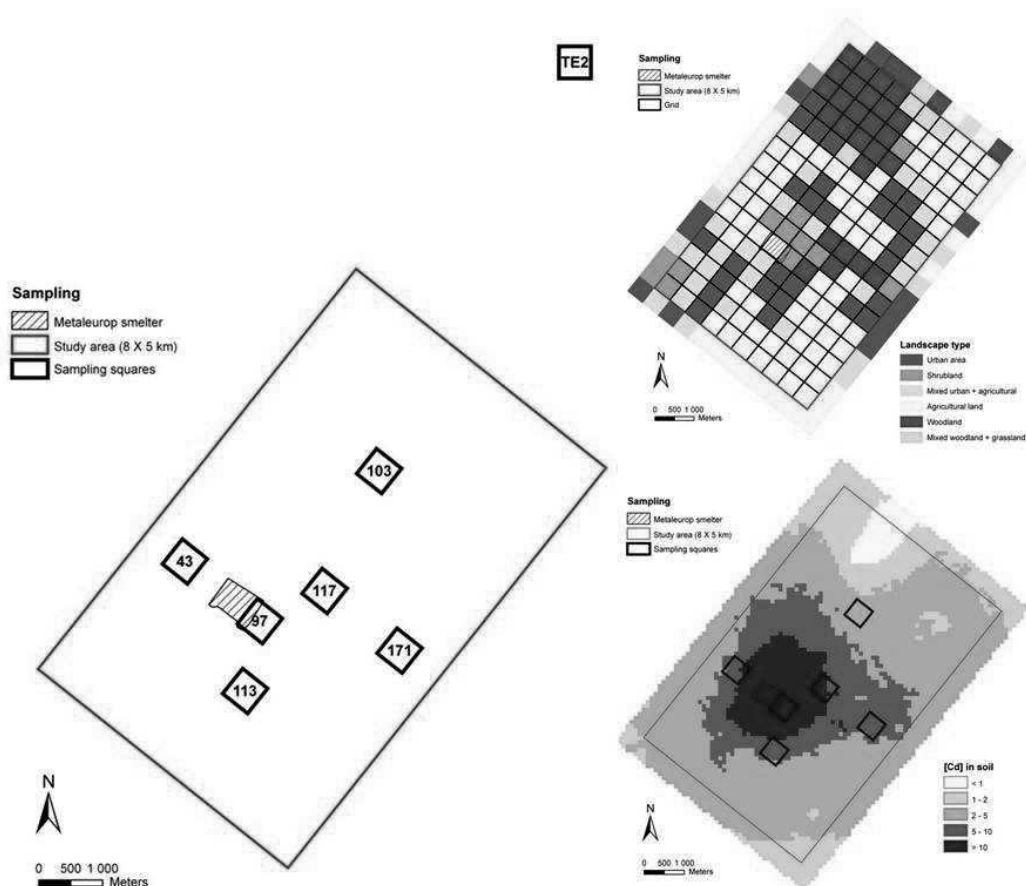 TE2
Sampling
Metaleurop smelter
Study area (8 X 5 km)
Grid
N
0 500 1 000
Meters
Landscape type
Urban area
Shrubland
Mixed urban + agricultural
Agricultural land
Woodland
Mixed woodland + grassland
Sampling
Metaleurop smelter
Study area (8 X 5 km)
Sampling squares
103
43
117
97
171
113
N
0 500 1 000
Meters
Sampling
Metaleurop smelter
Study area (8 X 5 km)
Sampling squares
N
0 500 1 000
Meters
[Cd] in soil
< 1
1 - 2
2 - 5
5 - 10
> 10